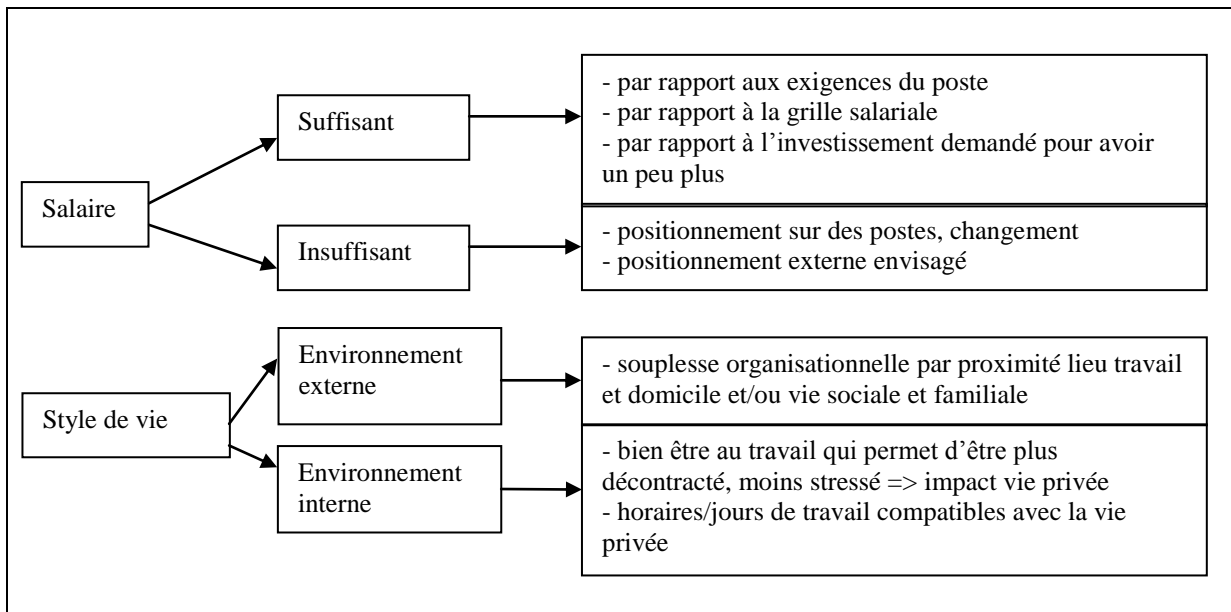 Salaire
Suffisant
- par rapport aux exigences du poste
- par rapport à la grille salariale
- par rapport à l'investissement demandé pour avoir
un peu plus
Insuffisant
- positionnement sur des postes, changement
- positionnement externe envisagé
Style de vie
Environnement
externe
- souplesse organisationnelle par proximité lieu travail
et domicile et/ou vie sociale et familiale
Environnement
interne
- bien être au travail qui permet d'être plus
décontracté, moins stressé => impact vie privée
- horaires/jours de travail compatibles avec la vie
privée